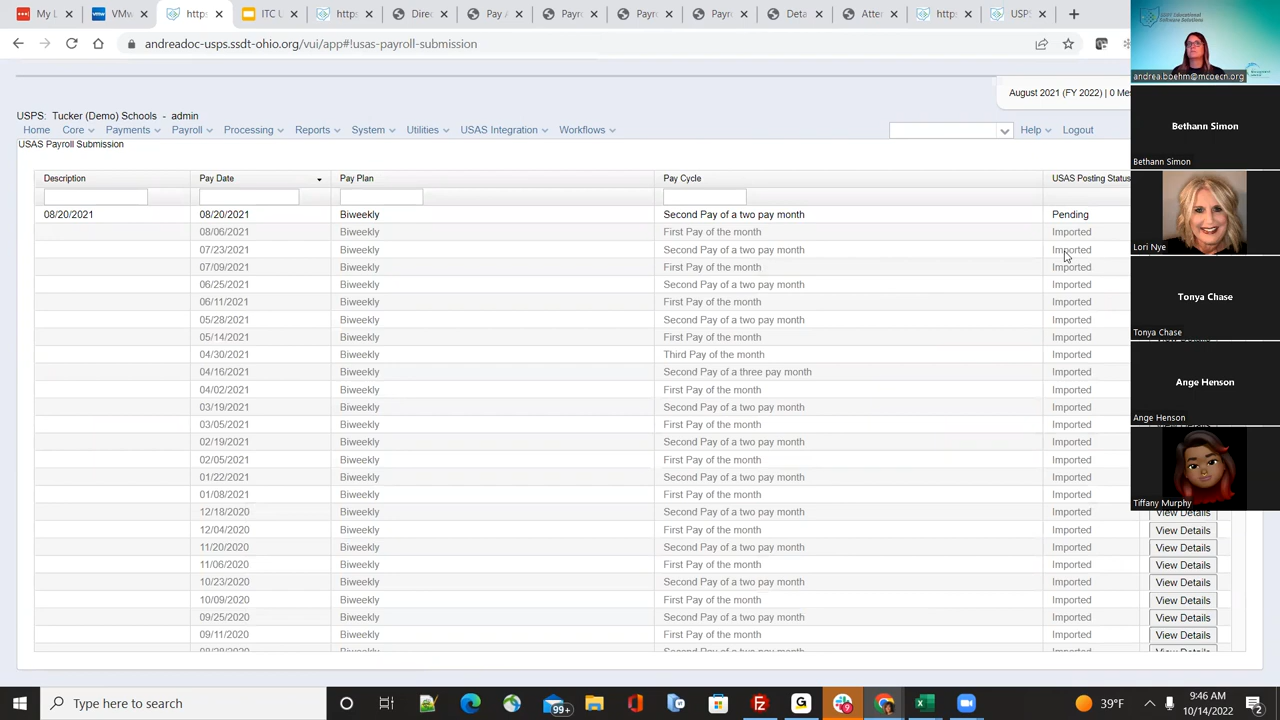 My L
VMw
http
ITC U
http
Payr
Pay
Deta
Atte
http
USPS
andreadoc-usps.ssdt-ohio.org/vui/app#!usas-payroll-submission
andrea.boehm@mcoecn.org
August 2021 (FY 2022) | 0 Mes
USPS: Tucker (Demo) Schools - admin
Home Core Payments Payroll Processing Reports System Utilities USAS Integration Workflows Help Logout
USAS Payroll Submission
Description Pay Date Pay Plan Pay Cycle USAS Posting Status
08/20/2021 08/20/2021 Biweekly Second Pay of a two pay month Pending
08/06/2021 Biweekly First Pay of the month Imported
07/23/2021 Biweekly Second Pay of a two pay month Imported
07/09/2021 Biweekly First Pay of the month Imported
06/25/2021 Biweekly Second Pay of a two pay month Imported
06/11/2021 Biweekly First Pay of the month Imported
05/28/2021 Biweekly Second Pay of a two pay month Imported
05/14/2021 Biweekly First Pay of the month Imported
04/30/2021 Biweekly Third Pay of the month Imported
04/16/2021 Biweekly Second Pay of a three pay month Imported
04/02/2021 Biweekly First Pay of the month Imported
03/19/2021 Biweekly Second Pay of a two pay month Imported
03/05/2021 Biweekly First Pay of the month Imported
02/19/2021 Biweekly Second Pay of a two pay month Imported
02/05/2021 Biweekly First Pay of the month Imported
01/22/2021 Biweekly Second Pay of a two pay month Imported
01/08/2021 Biweekly First Pay of the month Imported
12/18/2020 Biweekly Second Pay of a two pay month Imported View Details
12/04/2020 Biweekly First Pay of the month Imported View Details
11/20/2020 Biweekly Second Pay of a two pay month Imported View Details
11/06/2020 Biweekly First Pay of the month Imported View Details
10/23/2020 Biweekly Second Pay of a two pay month Imported View Details
10/09/2020 Biweekly First Pay of the month Imported View Details
09/25/2020 Biweekly Second Pay of a two pay month Imported View Details
09/11/2020 Biweekly First Pay of the month Imported View Details
08/28/2020 Biweekly Second Pay of a two pay month Imported View Details
Bethann Simon
Bethann Simon
Lori Nye
Tonya Chase
Tonya Chase
Ange Henson
Ange Henson
Tiffany Murphy
Type here to search
99+
39°F
9:46 AM
10/14/2022
2